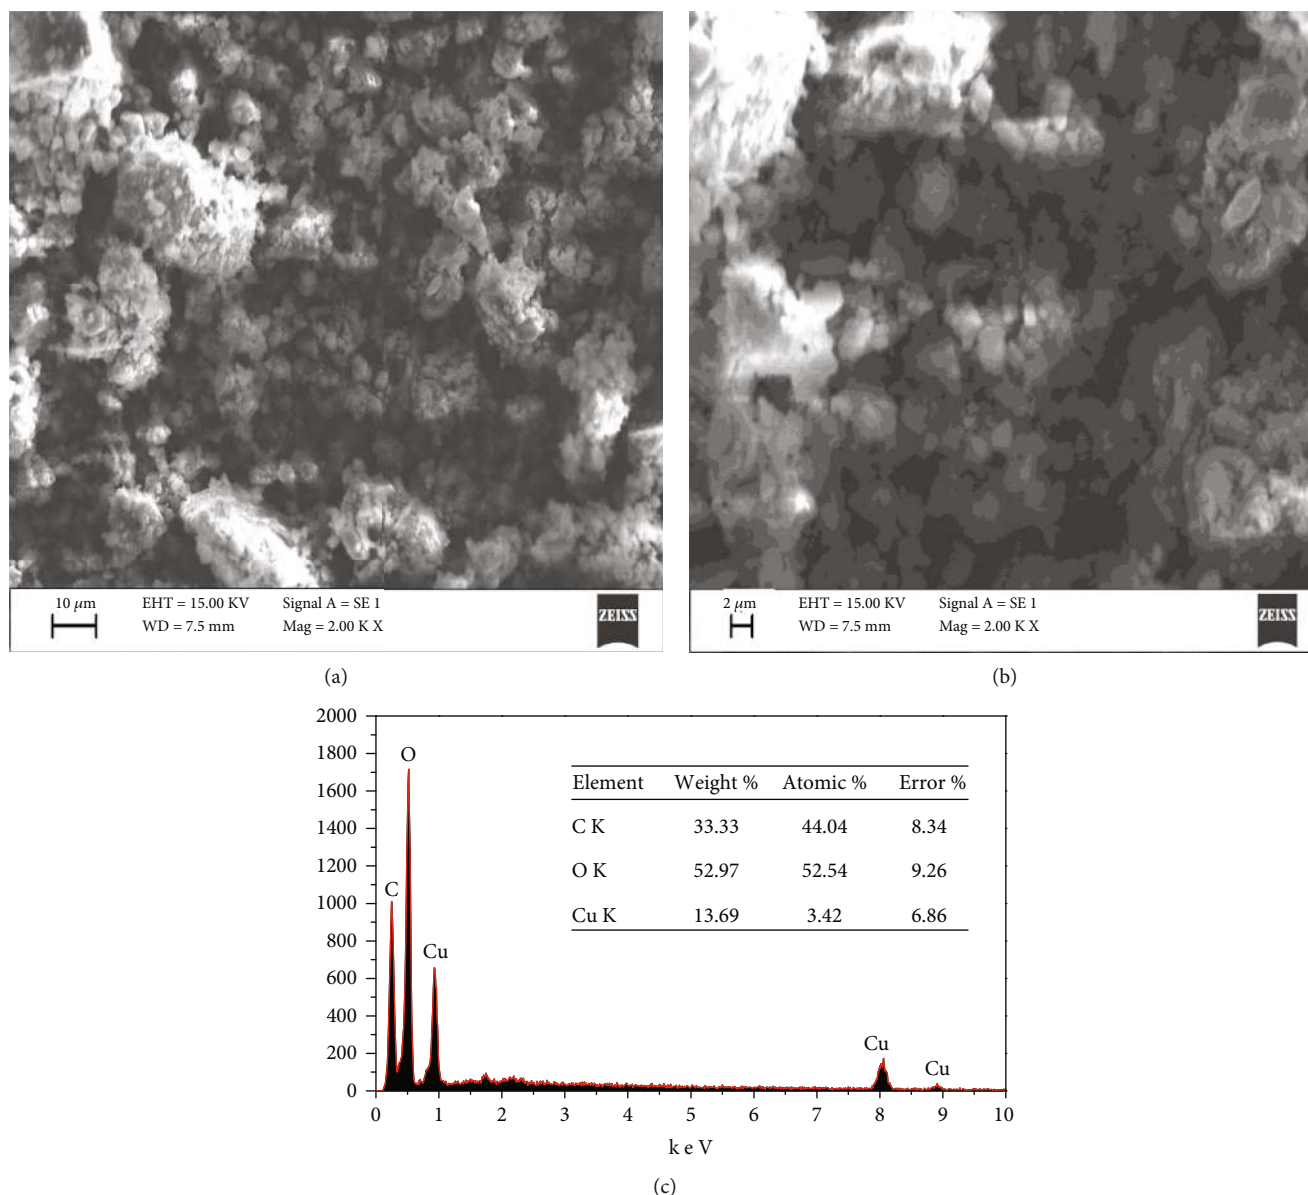 10 μm
EHT = 15.00 KV
Signal A = SE 1
WD = 7.5 mm
Mag = 2.00 K X
ZEISS
2 μm
EHT = 15.00 KV
Signal A = SE 1
WD = 7.5 mm
Mag = 2.00 K X
ZEISS
(a)
(b)
2000
1800
1600
1400
1200
1000
800
600
400
200
0
C
O
Cu
Cu
Cu
Element Weight % Atomic % Error %
C K 33.33 44.04 8.34
O K 52.97 52.54 9.26
Cu K 13.69 3.42 6.86
0 1 2 3 4 5 6 7 8 9 10
k e V
(c)